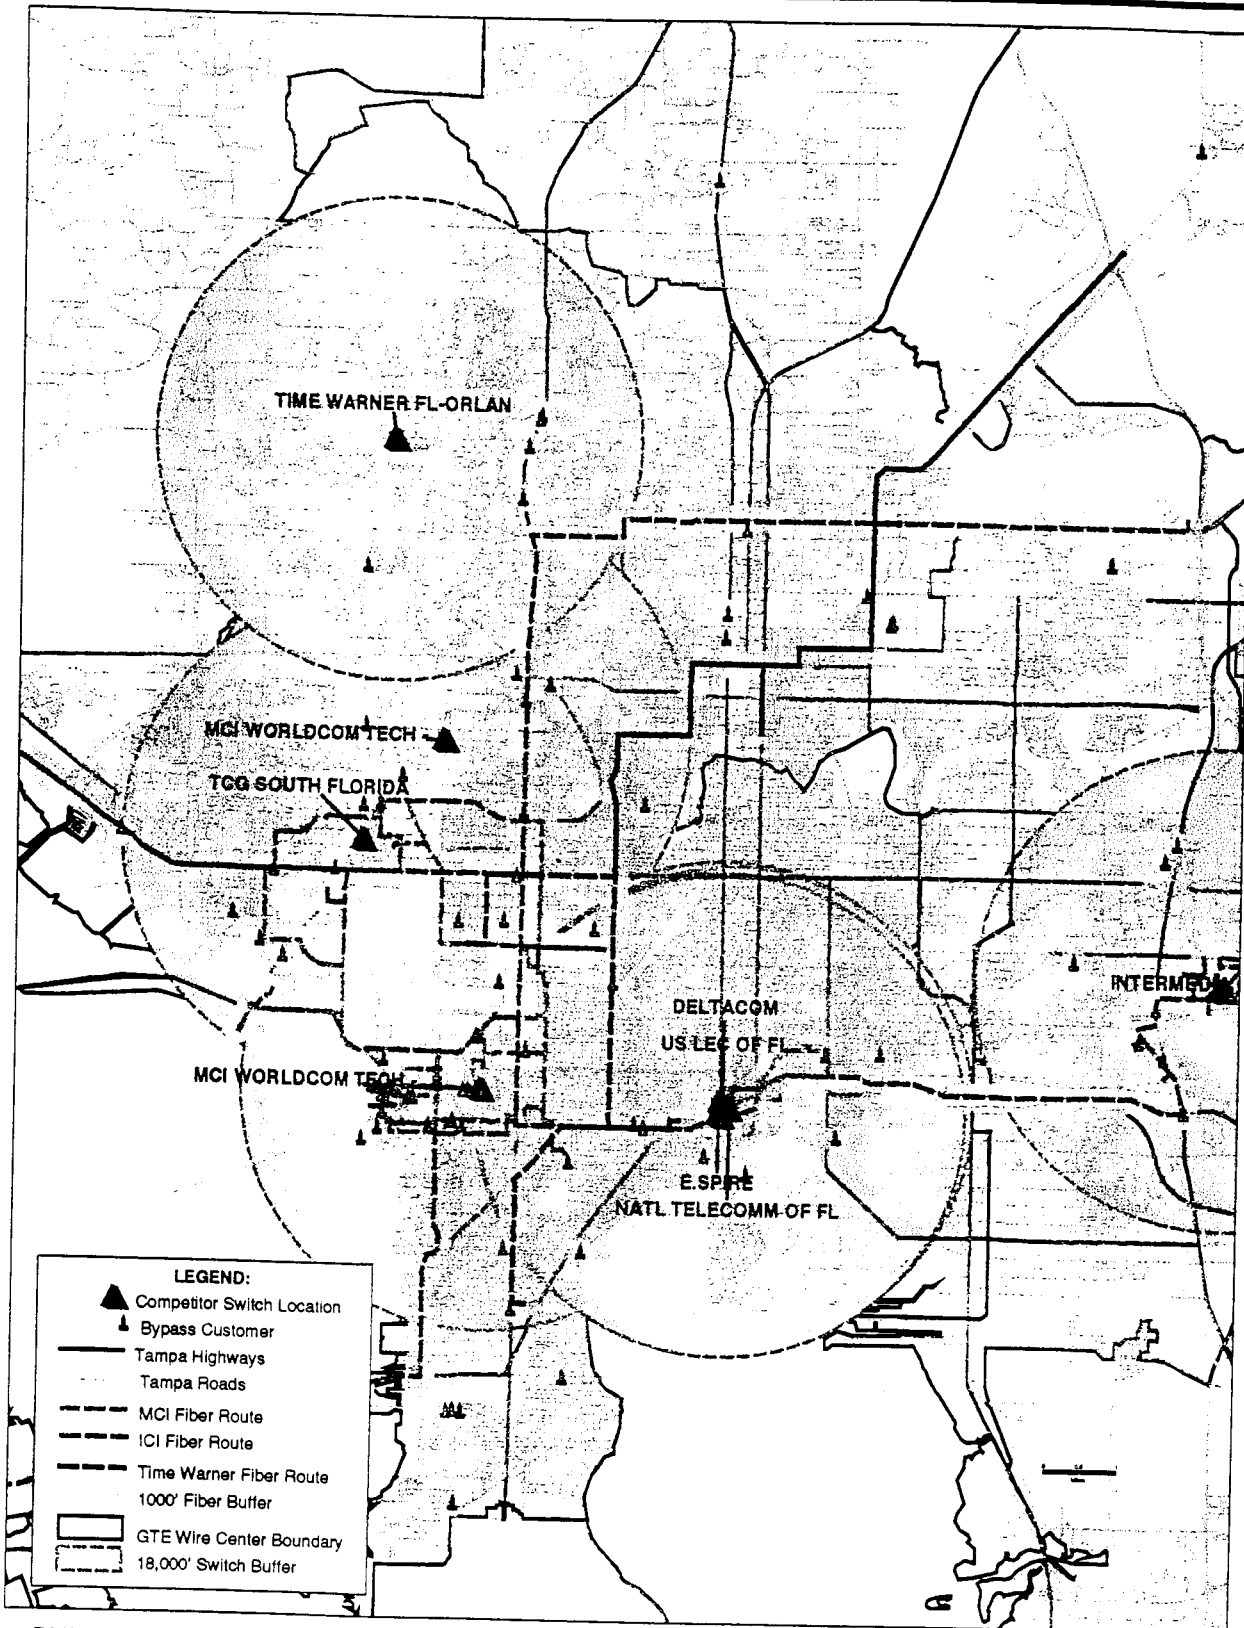 TIME WARNER FL-ORLAN
MCI WORLDCOM TECH
TCG SOUTH FLORIDA
INTERMEDIA
DELTACOM
US LEC OF FL
MCI WORLDCOM TECH
E.SPIRE
NATL TELECOMM OF FL
LEGEND:
Competitor Switch Location
Bypass Customer
Tampa Highways
Tampa Roads
MCI Fiber Route
ICI Fiber Route
Time Warner Fiber Route
1000' Fiber Buffer
GTE Wire Center Boundary
18,000' Switch Buffer